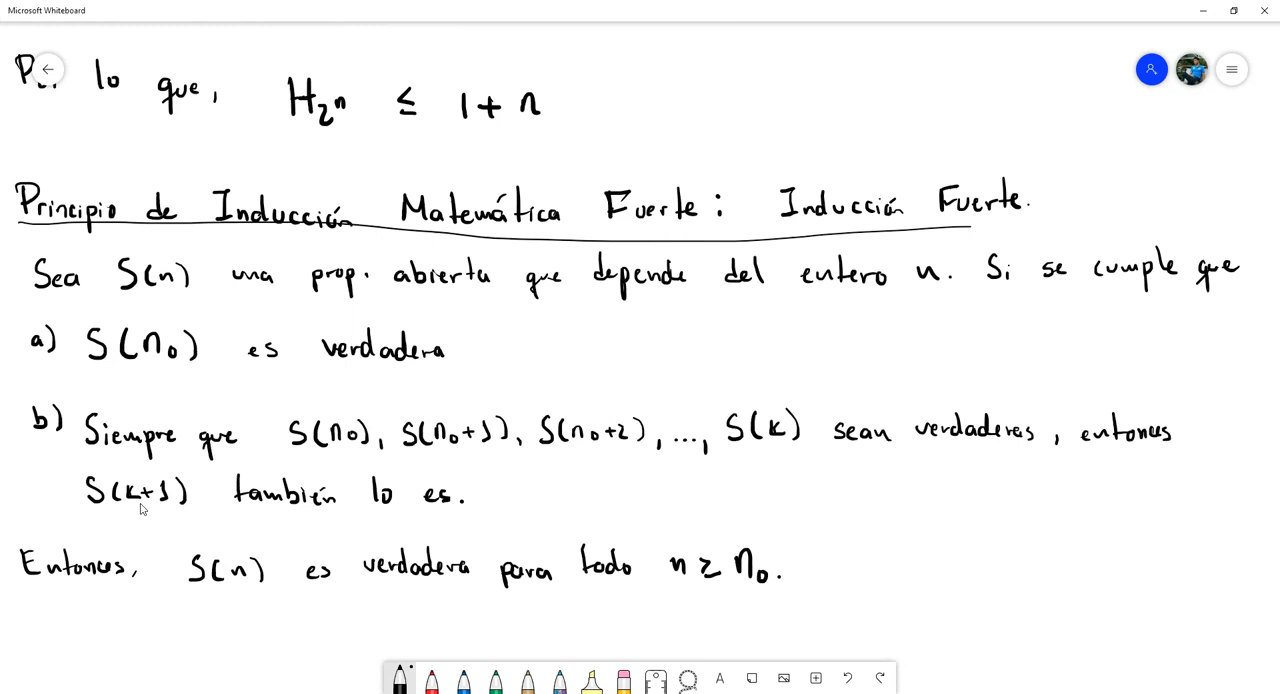 Microsoft Whiteboard
lo que, H₂ⁿ ≤ 1 + n
Principio de Inducción Matemática Fuerte: Inducción Fuerte.
Sea S(n) una prop. abierta que depende del entero n. Si se cumple que
a) S(n₀) es verdadera
b) Siempre que S(n₀), S(n₀+1), S(n₀+2), ..., S(k) sean verdaderas, entonces
S(k+1) también lo es.
Entonces, S(n) es verdadera para todo n ≥ n₀.
A